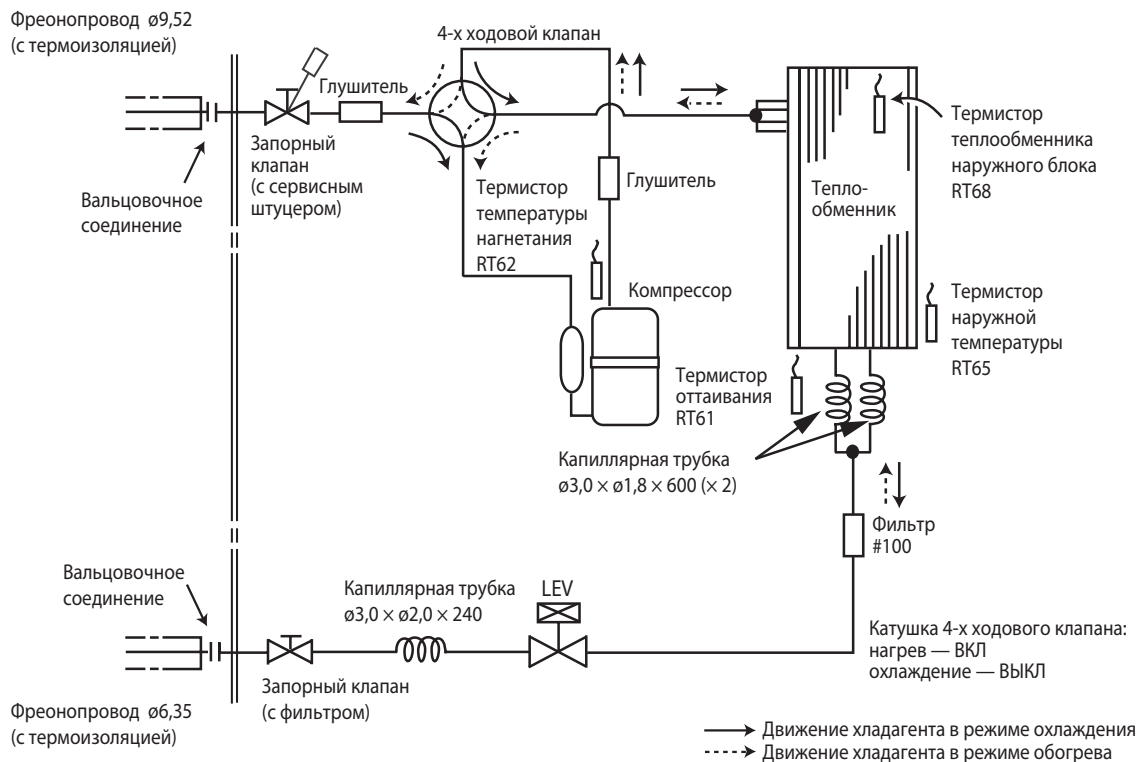 Фреонопровод ø9,52
(с термоизоляцией)
4-х ходовой клапан
Глушитель
Запорный
клапан
(с сервисным
штуцером)
Вальцовочное
соединение
Термистор
температуры
нагнетания
RT62
Глушитель
Компрессор
Тепло-
обменник
Термистор
теплообменника
наружного блока
RT68
Термистор
наружной
температуры
RT65
Термистор
оттаивания
RT61
Капиллярная трубка
ø3,0 × ø1,8 × 600 (× 2)
Фильтр
#100
Вальцовочное
соединение
Капиллярная трубка
ø3,0 × ø2,0 × 240
LEV
Запорный клапан
(с фильтром)
Фреонопровод ø6,35
(с термоизоляцией)
Катушка 4-х ходового клапана:
нагрев — ВКЛ
охлаждение — ВЫКЛ
Движение хладагента в режиме охлаждения
Движение хладагента в режиме обогрева